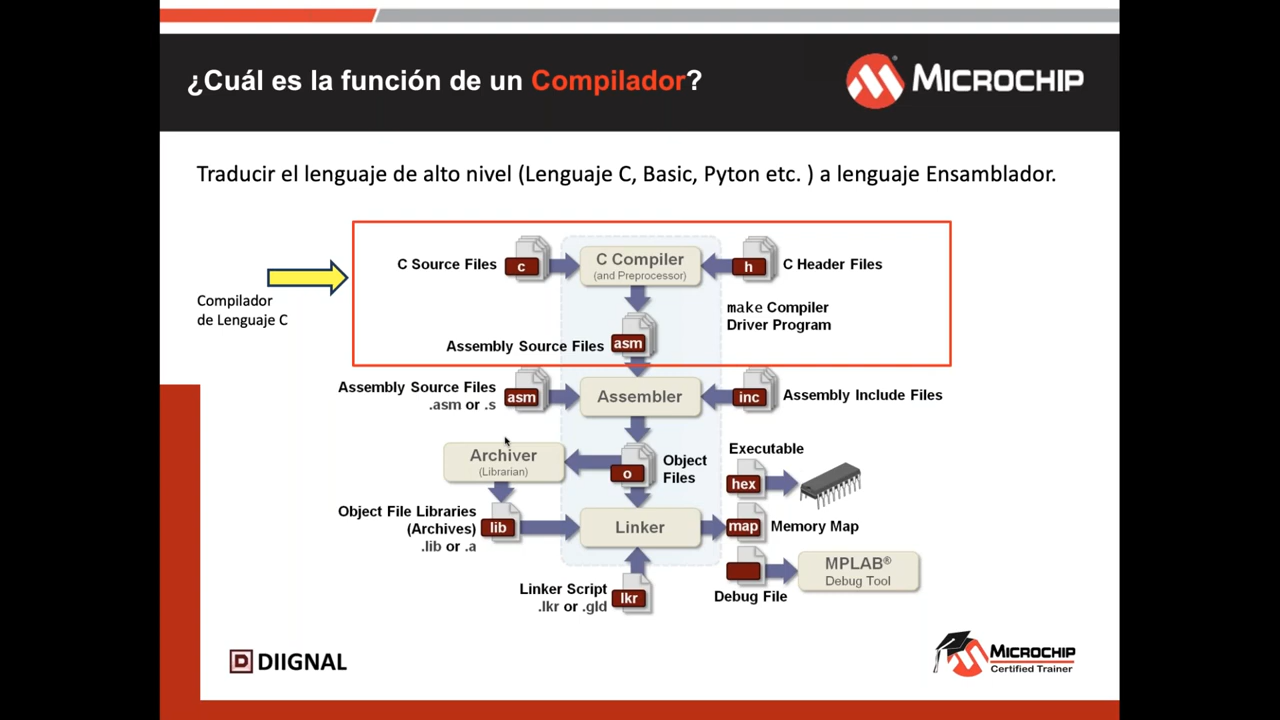 ¿Cuál es la función de un Compilador?
MICROCHIP
Traducir el lenguaje de alto nivel (Lenguaje C, Basic, Pyton etc. ) a lenguaje Ensamblador.
C Source Files
c
C Compiler
(and Preprocessor)
h
C Header Files
Compilador
de Lenguaje C
make Compiler
Driver Program
Assembly Source Files
asm
Assembly Source Files
.asm or .s
asm
Assembler
inc
Assembly Include Files
Archiver
(Librarian)
o
Object
Files
Executable
hex
Object File Libraries
(Archives)
.lib or .a
lib
Linker
map
Memory Map
Linker Script
.lkr or .gld
lkr
Debug File
MPLAB®
Debug Tool
D DIIGNAL
MICROCHIP
Certified Trainer